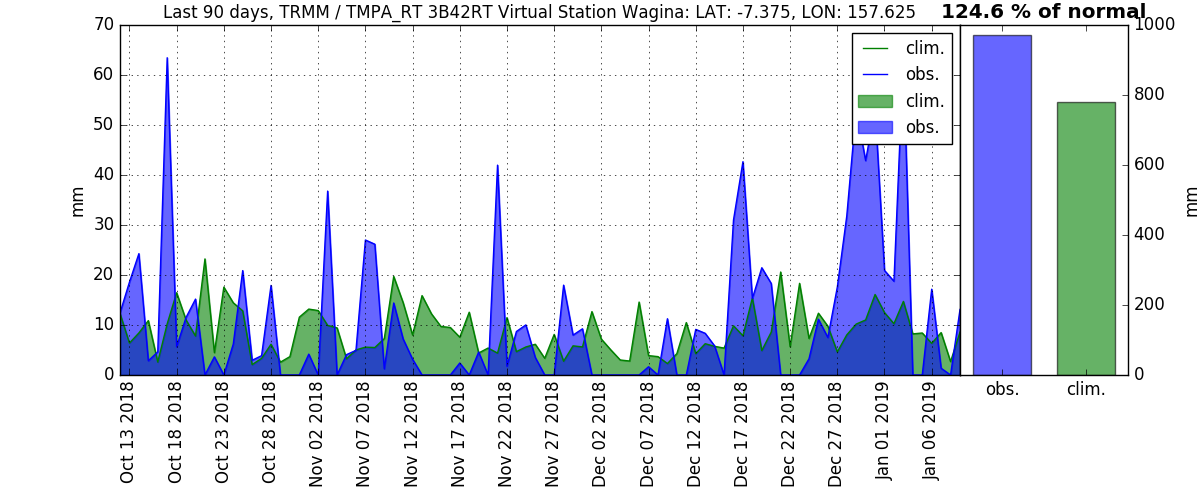 Last 90 days, TRMM / TMPA_RT 3B42RT Virtual Station Wagina: LAT: -7.375, LON: 157.625
124.6 % of normal
70
60
50
40
30
20
10
0
mm
clim.
obs.
clim.
obs.
1000
800
600
400
200
0
mm
obs.
clim.
Oct 13 2018
Oct 18 2018
Oct 23 2018
Oct 28 2018
Nov 02 2018
Nov 07 2018
Nov 12 2018
Nov 17 2018
Nov 22 2018
Nov 27 2018
Dec 02 2018
Dec 07 2018
Dec 12 2018
Dec 17 2018
Dec 22 2018
Dec 27 2018
Jan 01 2019
Jan 06 2019